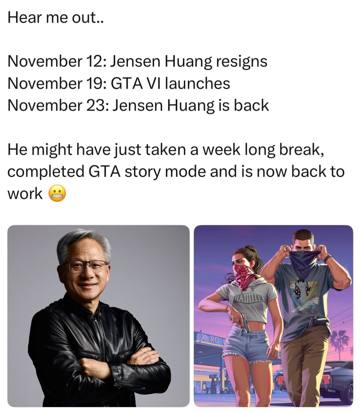 Hear me out..
November 12: Jensen Huang resigns
November 19: GTA VI launches
November 23: Jensen Huang is back
He might have just taken a week long break,
completed GTA story mode and is now back to
work 😬